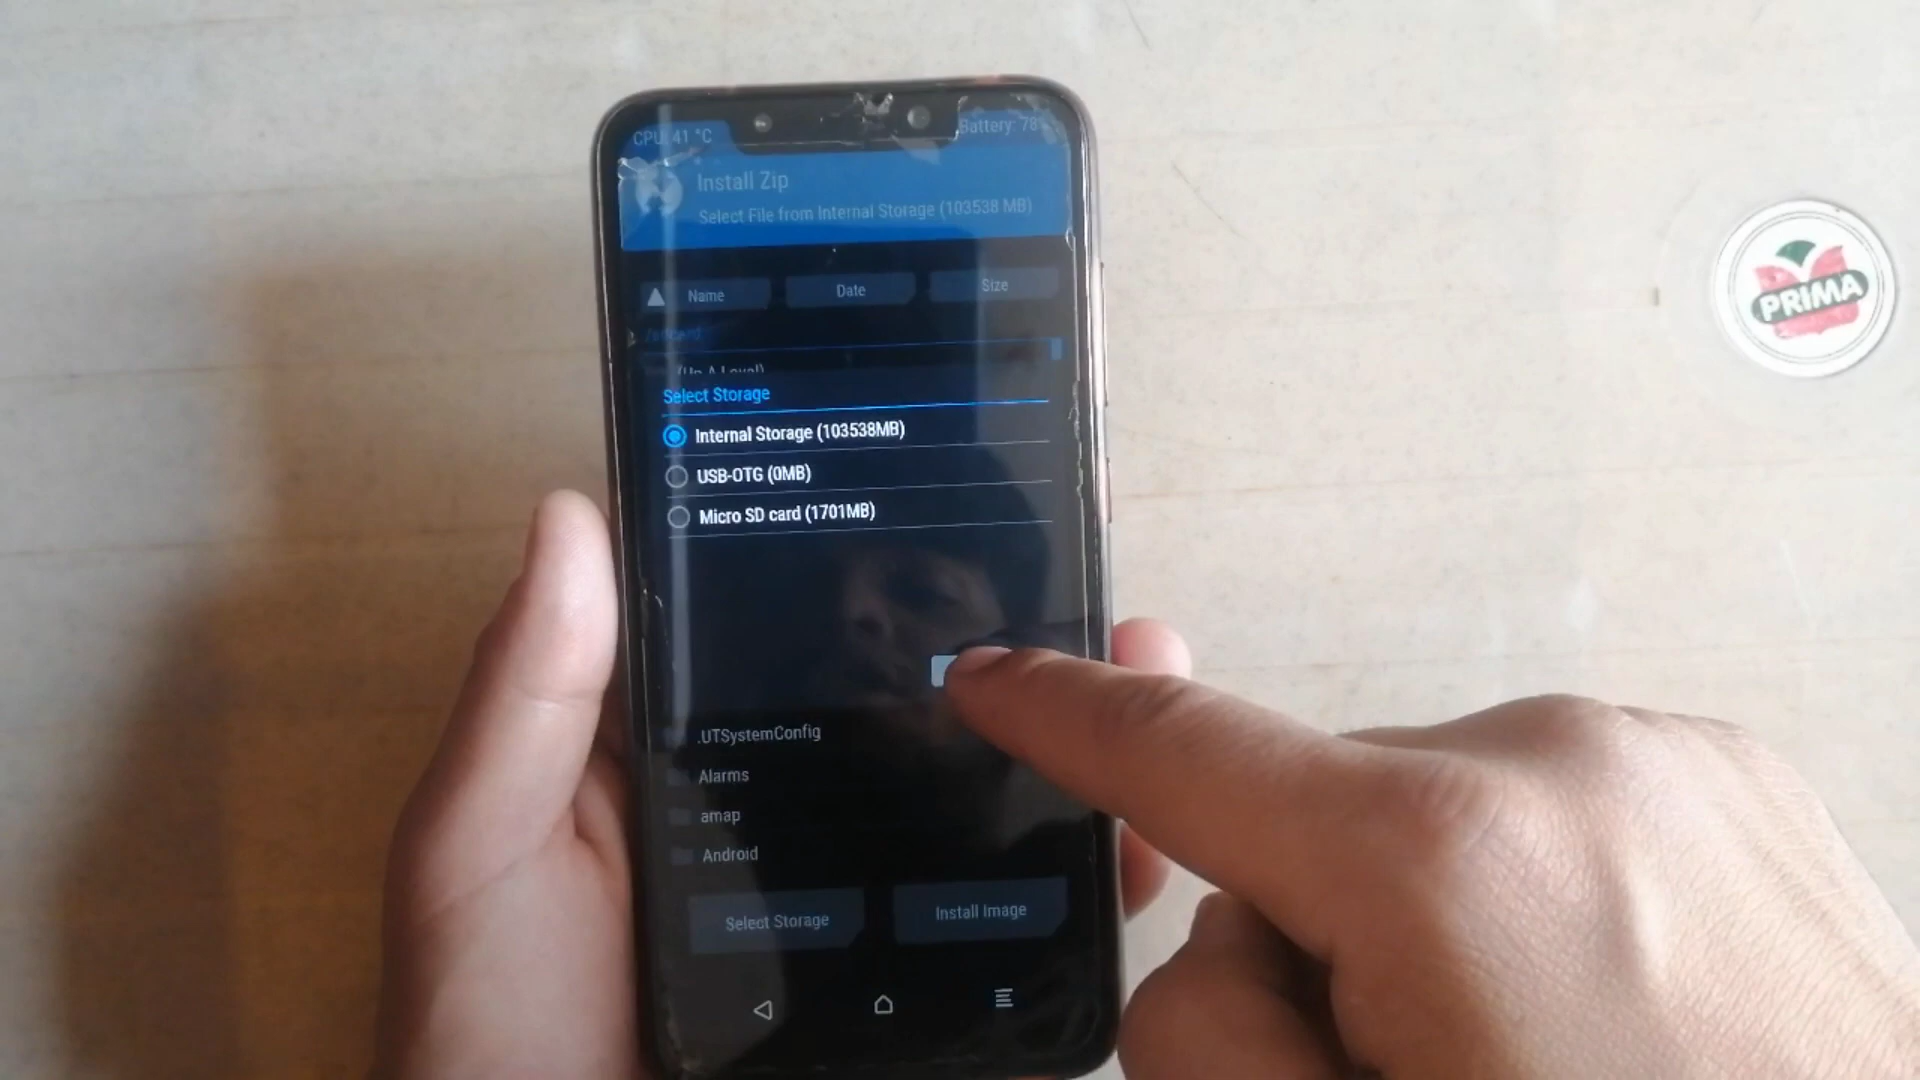 CPU: 41 °C
Battery: 78%
Install Zip
Select File from Internal Storage (103538 MB)
Name
Date
Size
/sdcard
(Up A Level)
Select Storage
Internal Storage (103538MB)
USB-OTG (0MB)
Micro SD card (1701MB)
.UTSystemConfig
Alarms
amap
Android
Select Storage
Install Image
PRIMA